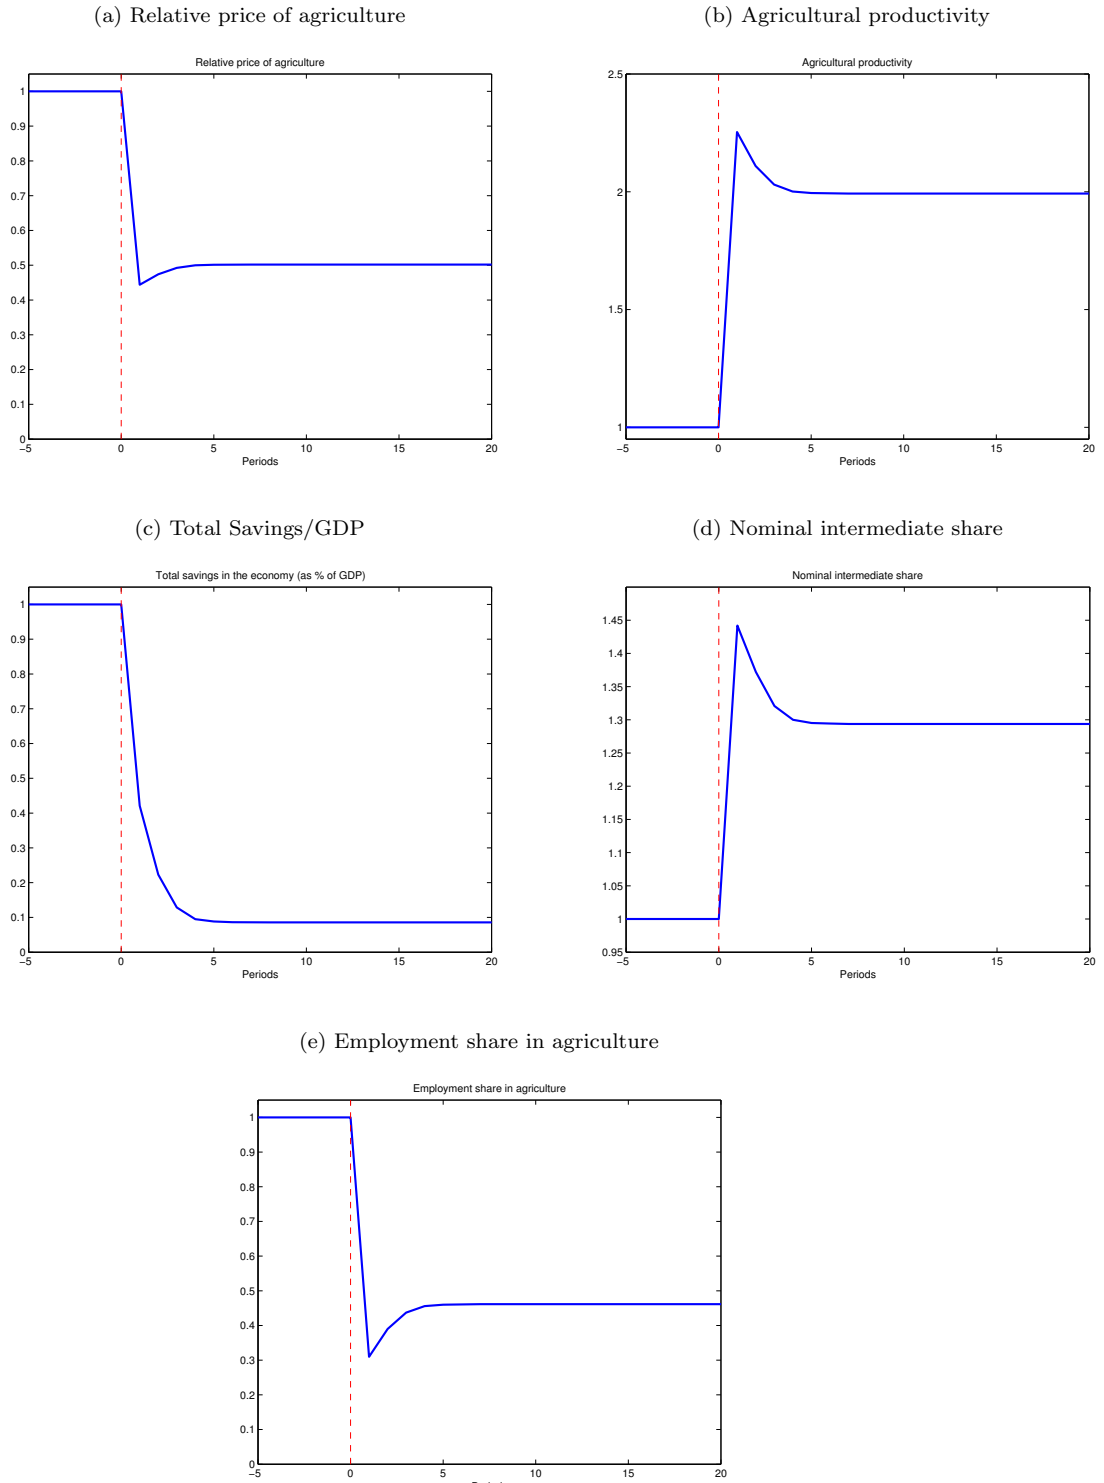 (a) Relative price of agriculture
(b) Agricultural productivity
Relative price of agriculture
1
0.9
0.8
0.7
0.6
0.5
0.4
0.3
0.2
0.1
0
−5 0 5 10 15 20
Periods
Agricultural productivity
2.5
2
1.5
1
−5 0 5 10 15 20
Periods
(c) Total Savings/GDP
(d) Nominal intermediate share
Total savings in the economy (as % of GDP)
1
0.9
0.8
0.7
0.6
0.5
0.4
0.3
0.2
0.1
0
−5 0 5 10 15 20
Periods
Nominal intermediate share
1.45
1.4
1.35
1.3
1.25
1.2
1.15
1.1
1.05
1
0.95
−5 0 5 10 15 20
Periods
(e) Employment share in agriculture
Employment share in agriculture
1
0.9
0.8
0.7
0.6
0.5
0.4
0.3
0.2
0.1
0
−5 0 5 10 15 20